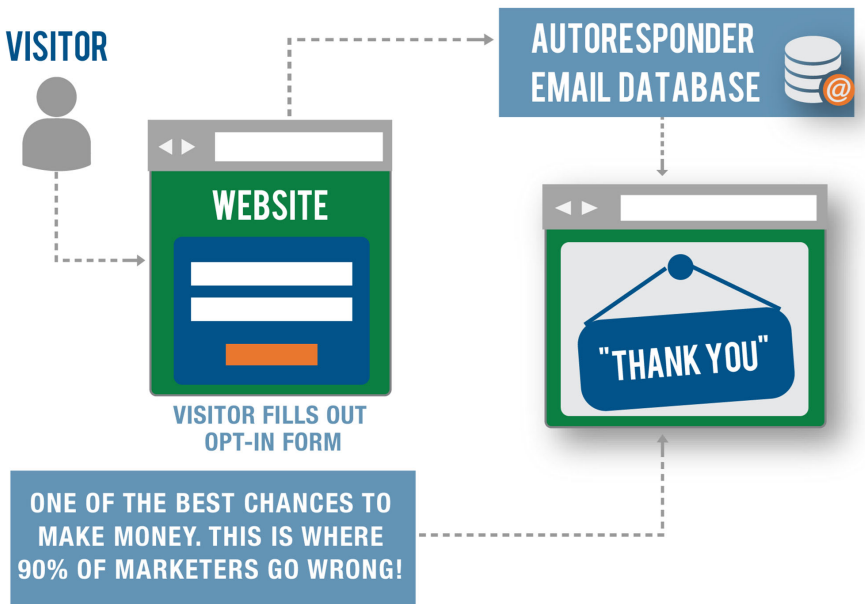 VISITOR
AUTORESPONDER
EMAIL DATABASE
@
WEBSITE
VISITOR FILLS OUT
OPT-IN FORM
"THANK YOU"
ONE OF THE BEST CHANCES TO
MAKE MONEY. THIS IS WHERE
90% OF MARKETERS GO WRONG!